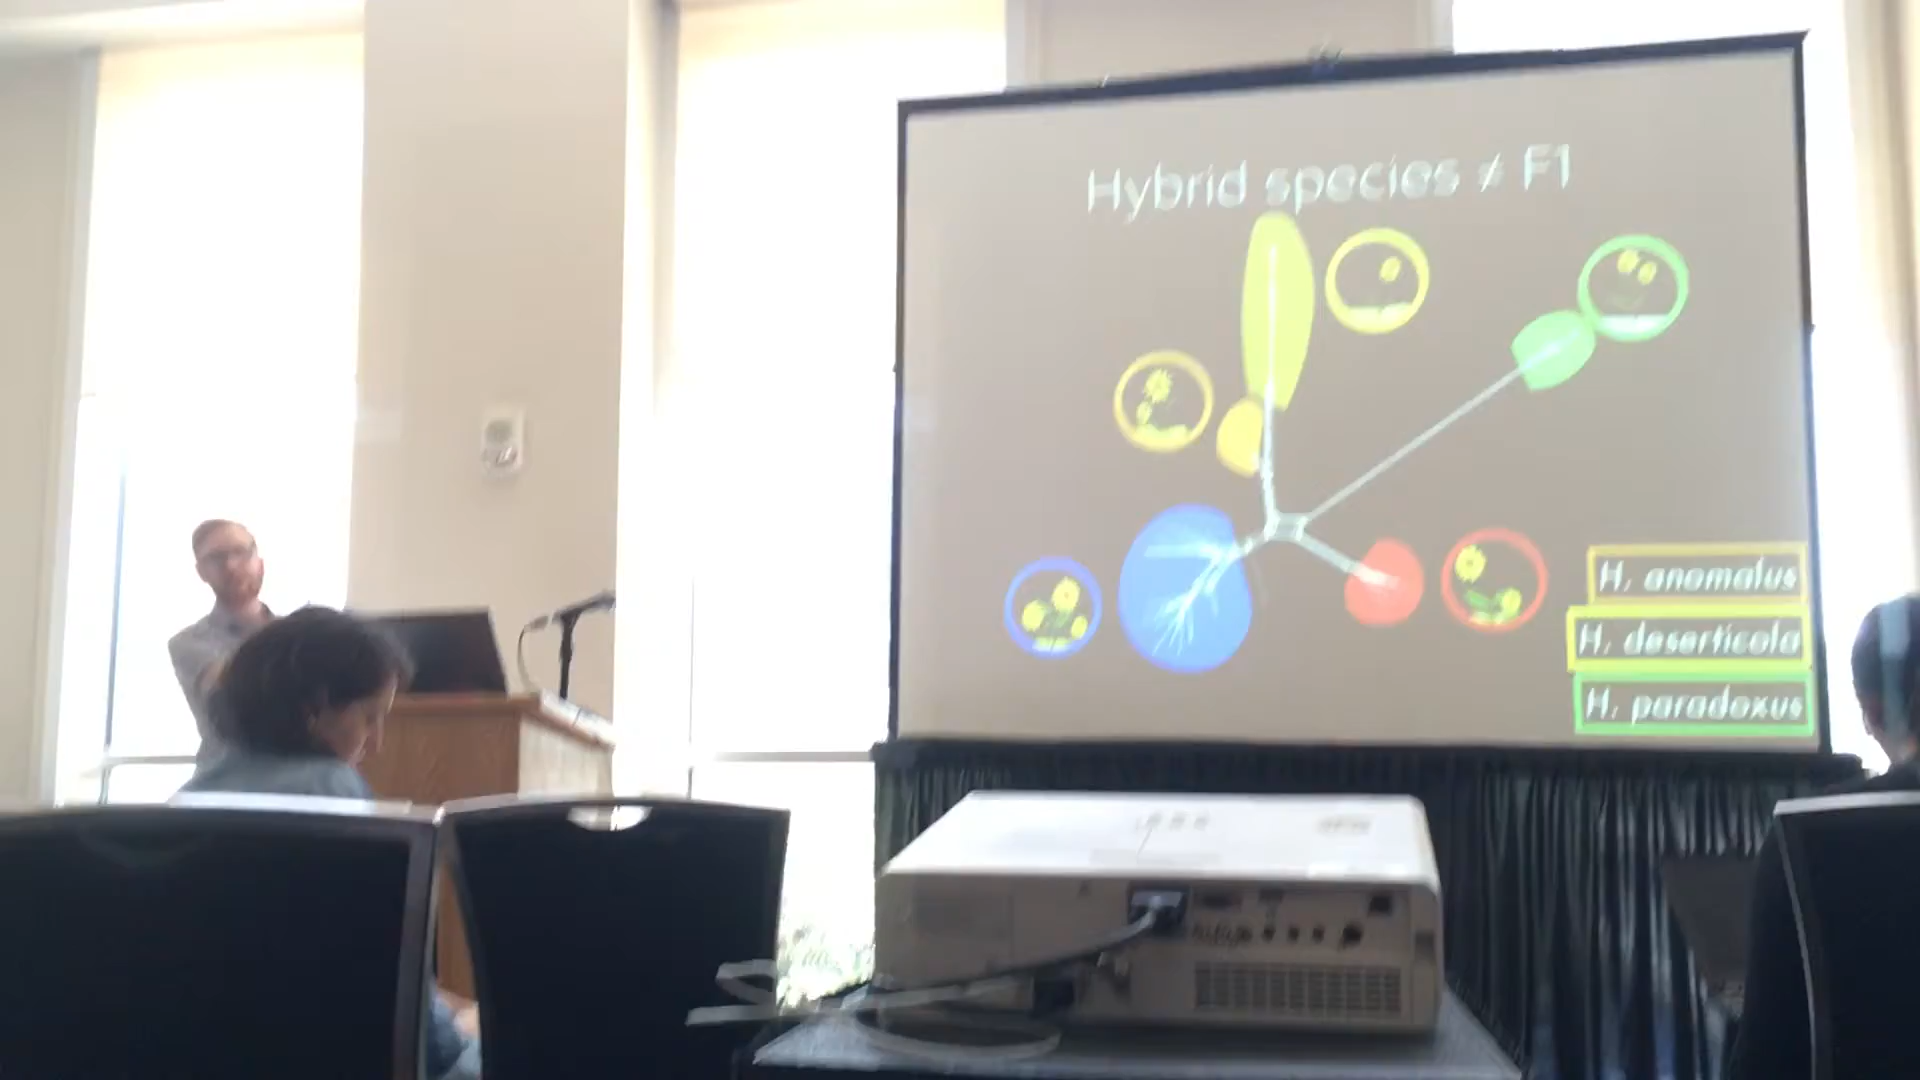 Hybrid species ≠ F1
H. anomalus
H. deserticola
H. paradoxus